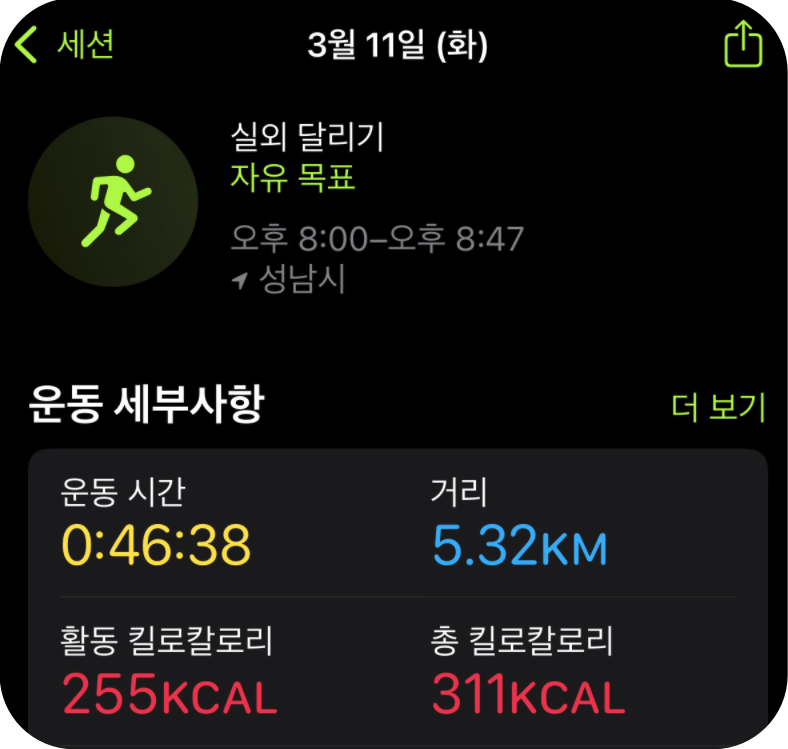 세션
3월 11일 (화)
실외 달리기
자유 목표
오후 8:00–오후 8:47
성남시
운동 세부사항
더 보기
운동 시간
거리
0:46:38
5.32KM
활동 킬로칼로리
총 킬로칼로리
255KCAL
311KCAL